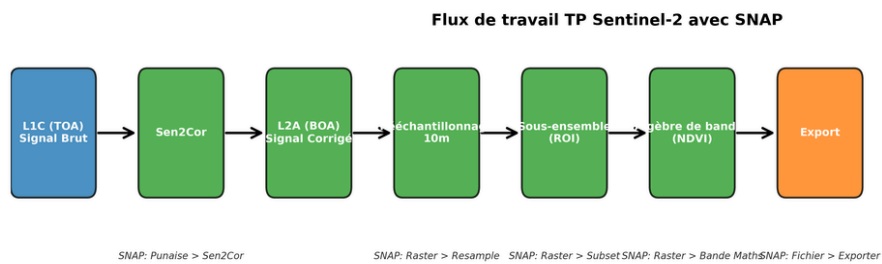 Flux de travail TP Sentinel-2 avec SNAP
L1C (TOA)
Signal Brut
Sen2Cor
L2A (BOA)
Signal Corrigé
échantillonnag
10m
Sous-ensemble
(ROI)
gèbre de band
(NDVI)
Export
SNAP: Punaise > Sen2Cor
SNAP: Raster > Resample
SNAP: Raster > Subset
SNAP: Raster > Bande Maths
SNAP: Fichier > Exporter